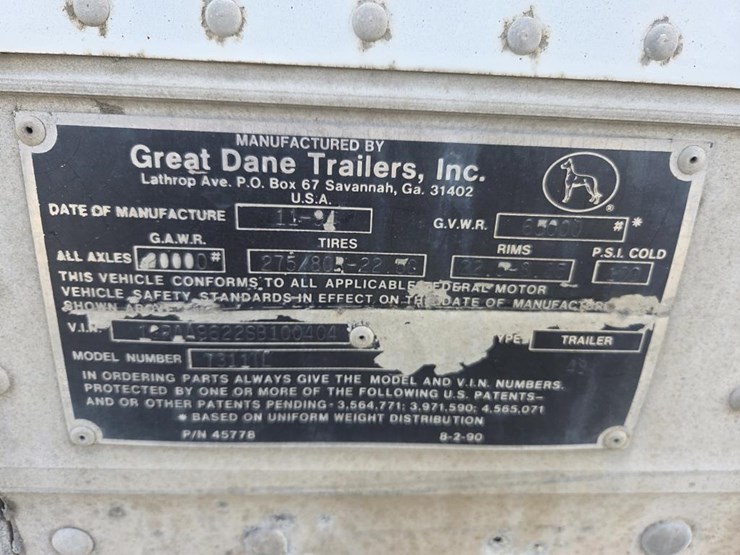 MANUFACTURED BY
Great Dane Trailers, Inc.
Lathrop Ave. P.O. Box 67 Savannah, Ga. 31402
U.S.A.
DATE OF MANUFACTURE
G.V.W.R. # *
G.A.W.R. TIRES RIMS P.S.I. COLD
ALL AXLES #
THIS VEHICLE CONFORMS TO ALL APPLICABLE FEDERAL MOTOR
VEHICLE SAFETY STANDARDS IN EFFECT ON THE DATE OF MANUFACTURE
SHOWN ABOVE
V.I.N. TYPE TRAILER
MODEL NUMBER
IN ORDERING PARTS ALWAYS GIVE THE MODEL AND V.I.N. NUMBERS.
PROTECTED BY ONE OR MORE OF THE FOLLOWING U.S. PATENTS-
AND OR OTHER PATENTS PENDING - 3,564,771; 3,971,590; 4,565,071
* BASED ON UNIFORM WEIGHT DISTRIBUTION
P/N 45778 8-2-90